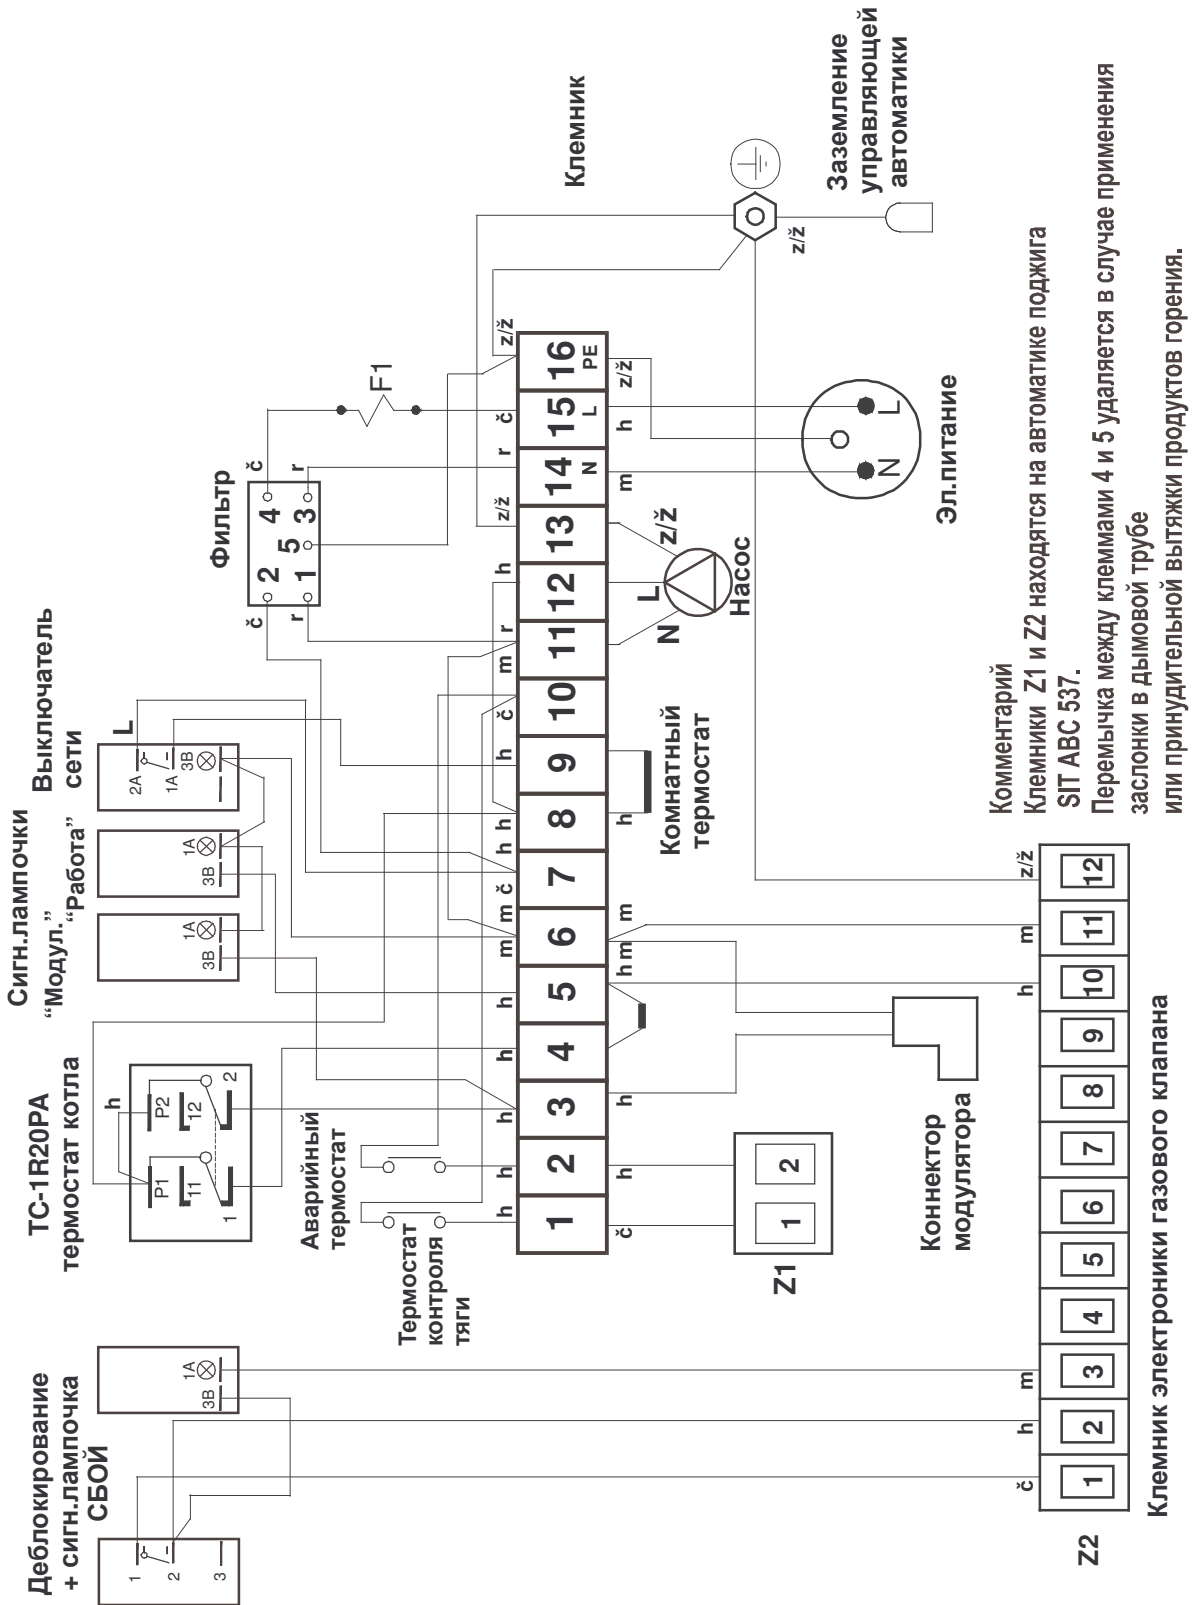 Деблокирование
+ сигн.лампочка
СБОЙ
1
2
3
3B
1A
TC-1R20PA
термостат котла
P1
11
1
P2
12
2
h
Сигн.лампочки
“Модул.”
“Работа”
3B
1A
3B
1A
Выключатель
сети
2A
1A
3B
L
Фильтр
2
4
5
1
3
č
č
r
r
F1
Аварийный
термостат
Термостат
контроля
тяги
Клемник
h
h
h
h
h
m
m
č
h
h
h
č
m
r
h
z/ž
r
č
z/ž
1
2
3
4
5
6
7
8
9
10
11
12
13
14
N
15
L
16
PE
č
h
h
h
m
m
h
m
h
z/ž
Z1
1
2
Коннектор
модулятора
Комнатный
термостат
N
L
z/ž
Насос
N
L
Эл.питание
z/ž
Заземление
управляющей
автоматики
č
h
m
h
m
z/ž
Z2
1
2
3
4
5
6
7
8
9
10
11
12
Клемник электроники газового клапана
Комментарий
Клемники Z1 и Z2 находятся на автоматике поджига
SIT ABC 537.
Перемычка между клеммами 4 и 5 удаляется в случае применения
заслонки в дымовой трубе
или принудительной вытяжки продуктов горения.